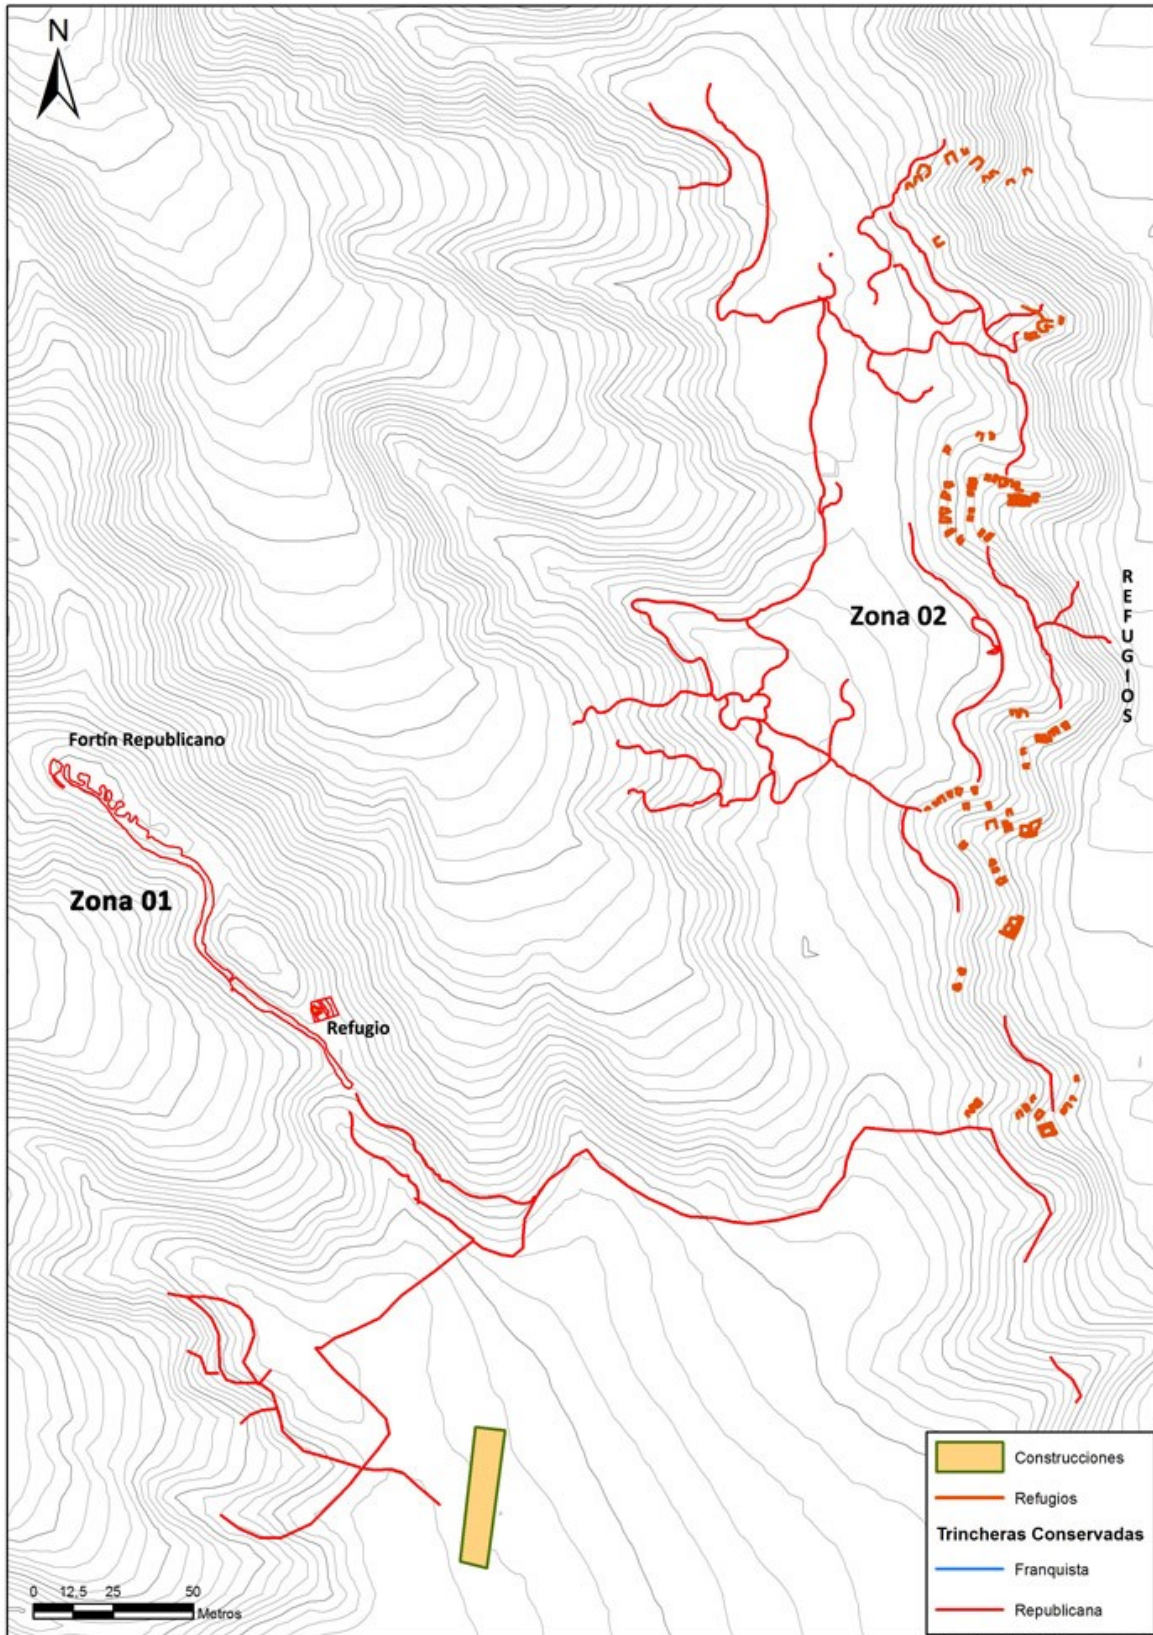 N
Zona 02
REFUGIOS
Fortín Republicano
Zona 01
Refugio
Construcciones
Refugios
Trincheras Conservadas
Franquista
Republicana
0 12,5 25 50
Metros